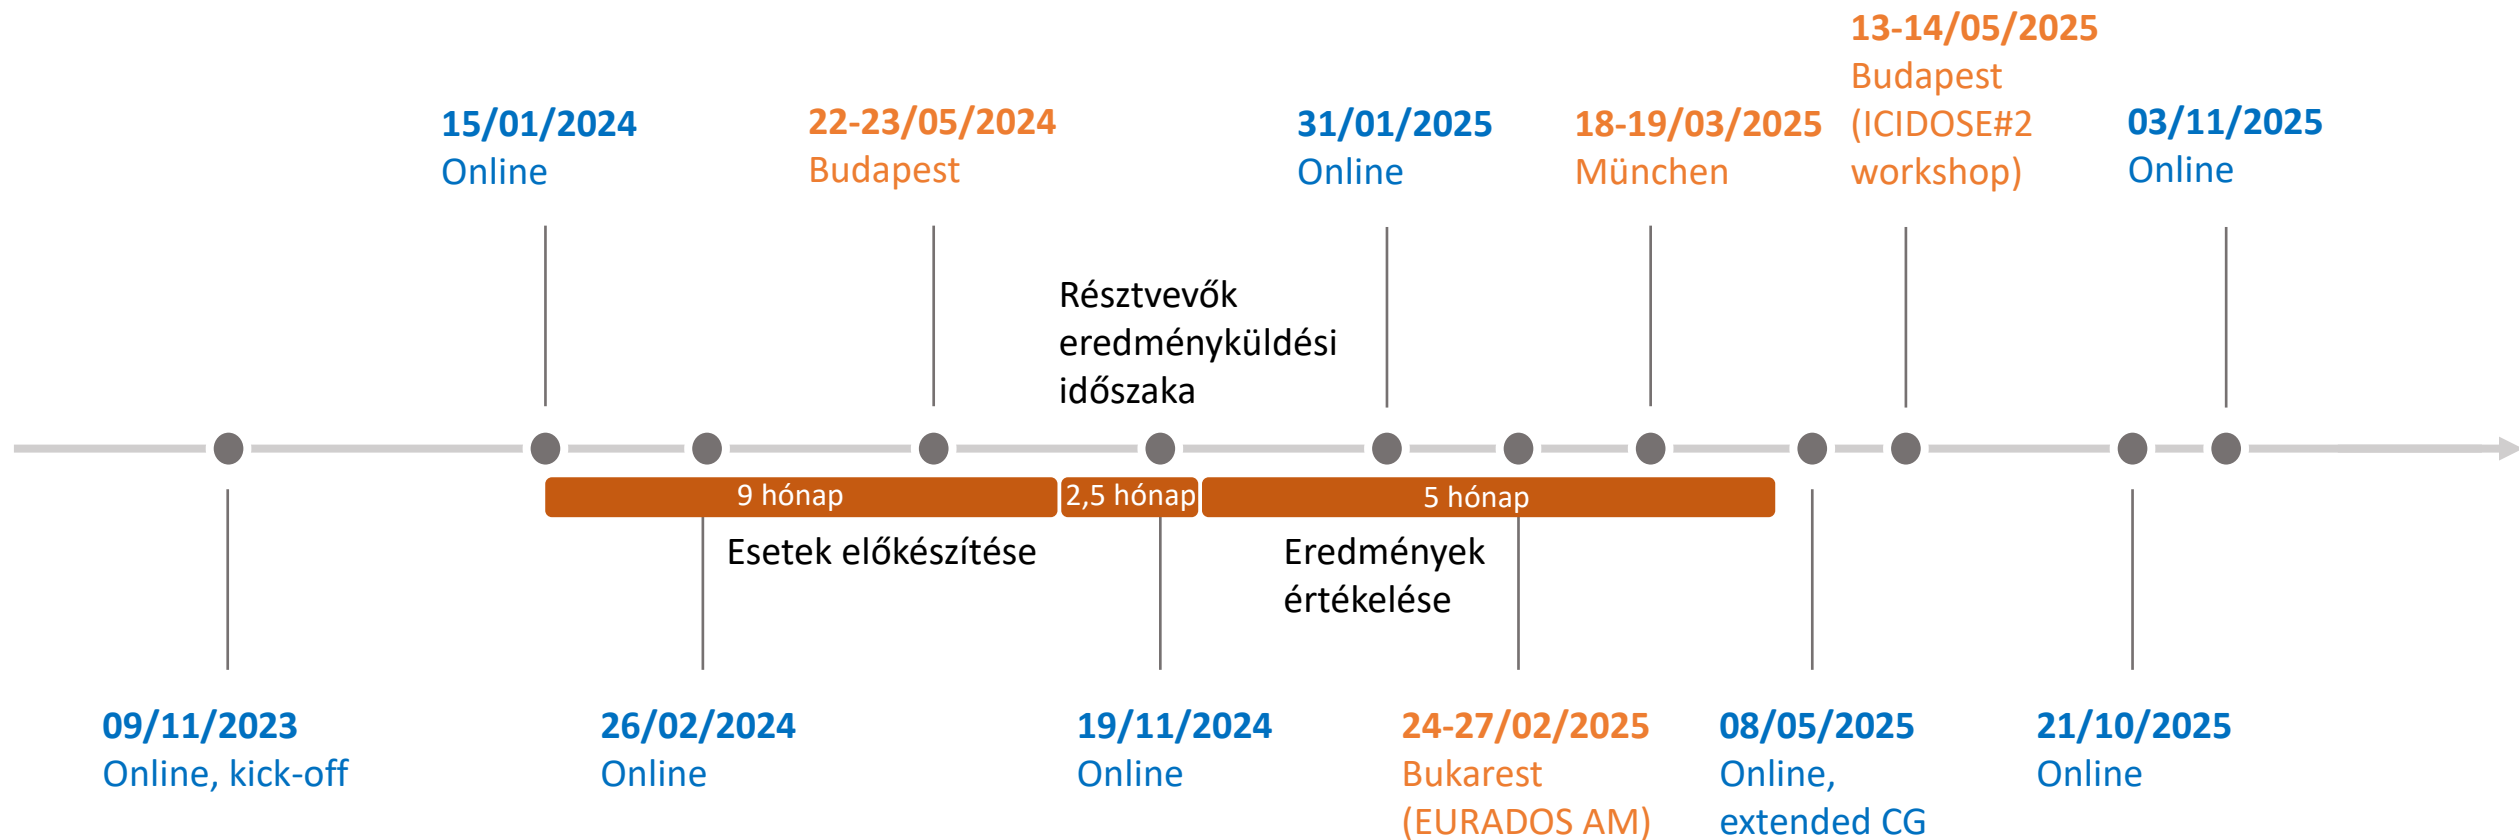 13-14/05/2025
Budapest
(ICIDOSE#2
workshop)
15/01/2024
Online
22-23/05/2024
Budapest
31/01/2025
Online
18-19/03/2025
München
03/11/2025
Online
Résztvevők
eredményküldési
időszaka
9 hónap
2,5 hónap
5 hónap
Esetek előkészítése
Eredmények
értékelése
09/11/2023
Online, kick-off
26/02/2024
Online
19/11/2024
Online
24-27/02/2025
Bukarest
(EURADOS AM)
08/05/2025
Online,
extended CG
21/10/2025
Online